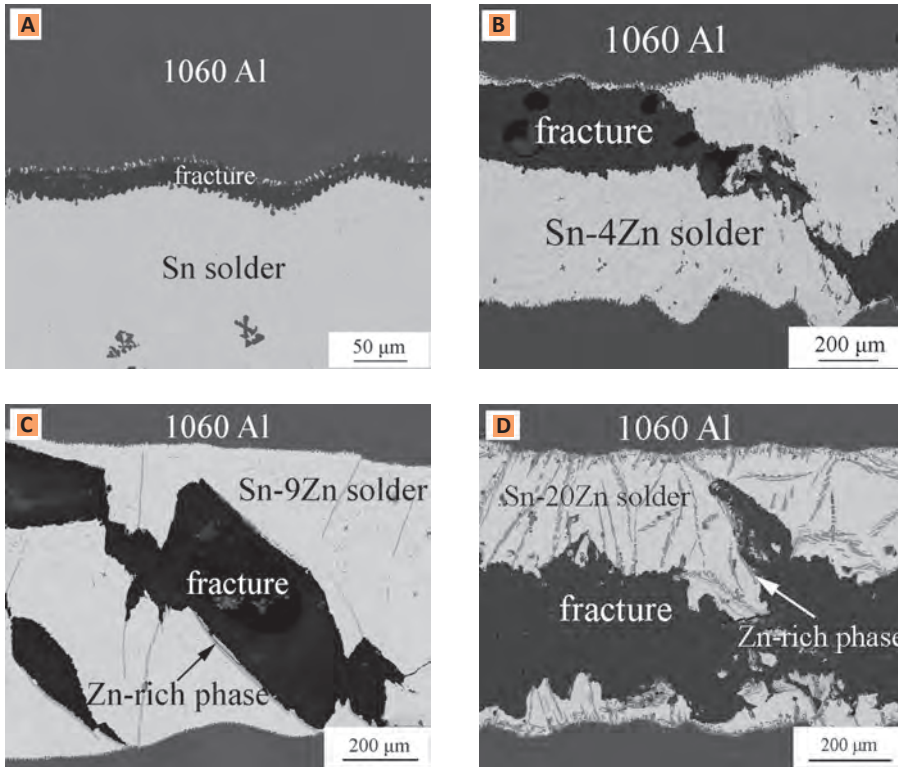 A
1060 Al
fracture
Sn solder
50 μm
B
1060 Al
fracture
Sn-4Zn solder
200 μm
C
1060 Al
Sn-9Zn solder
fracture
Zn-rich phase
200 μm
D
1060 Al
Sn-20Zn solder
fracture
Zn-rich phase
200 μm